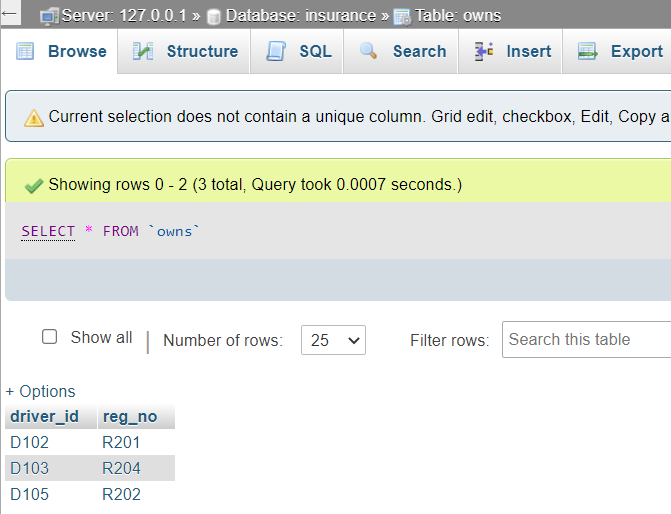 ← Server: 127.0.0.1 » Database: insurance » Table: owns
Browse Structure SQL Search Insert Export
Current selection does not contain a unique column. Grid edit, checkbox, Edit, Copy a
Showing rows 0 - 2 (3 total, Query took 0.0007 seconds.)
SELECT * FROM `owns`
Show all | Number of rows: 25 Filter rows: Search this table
+ Options
driver_id reg_no
D102 R201
D103 R204
D105 R202